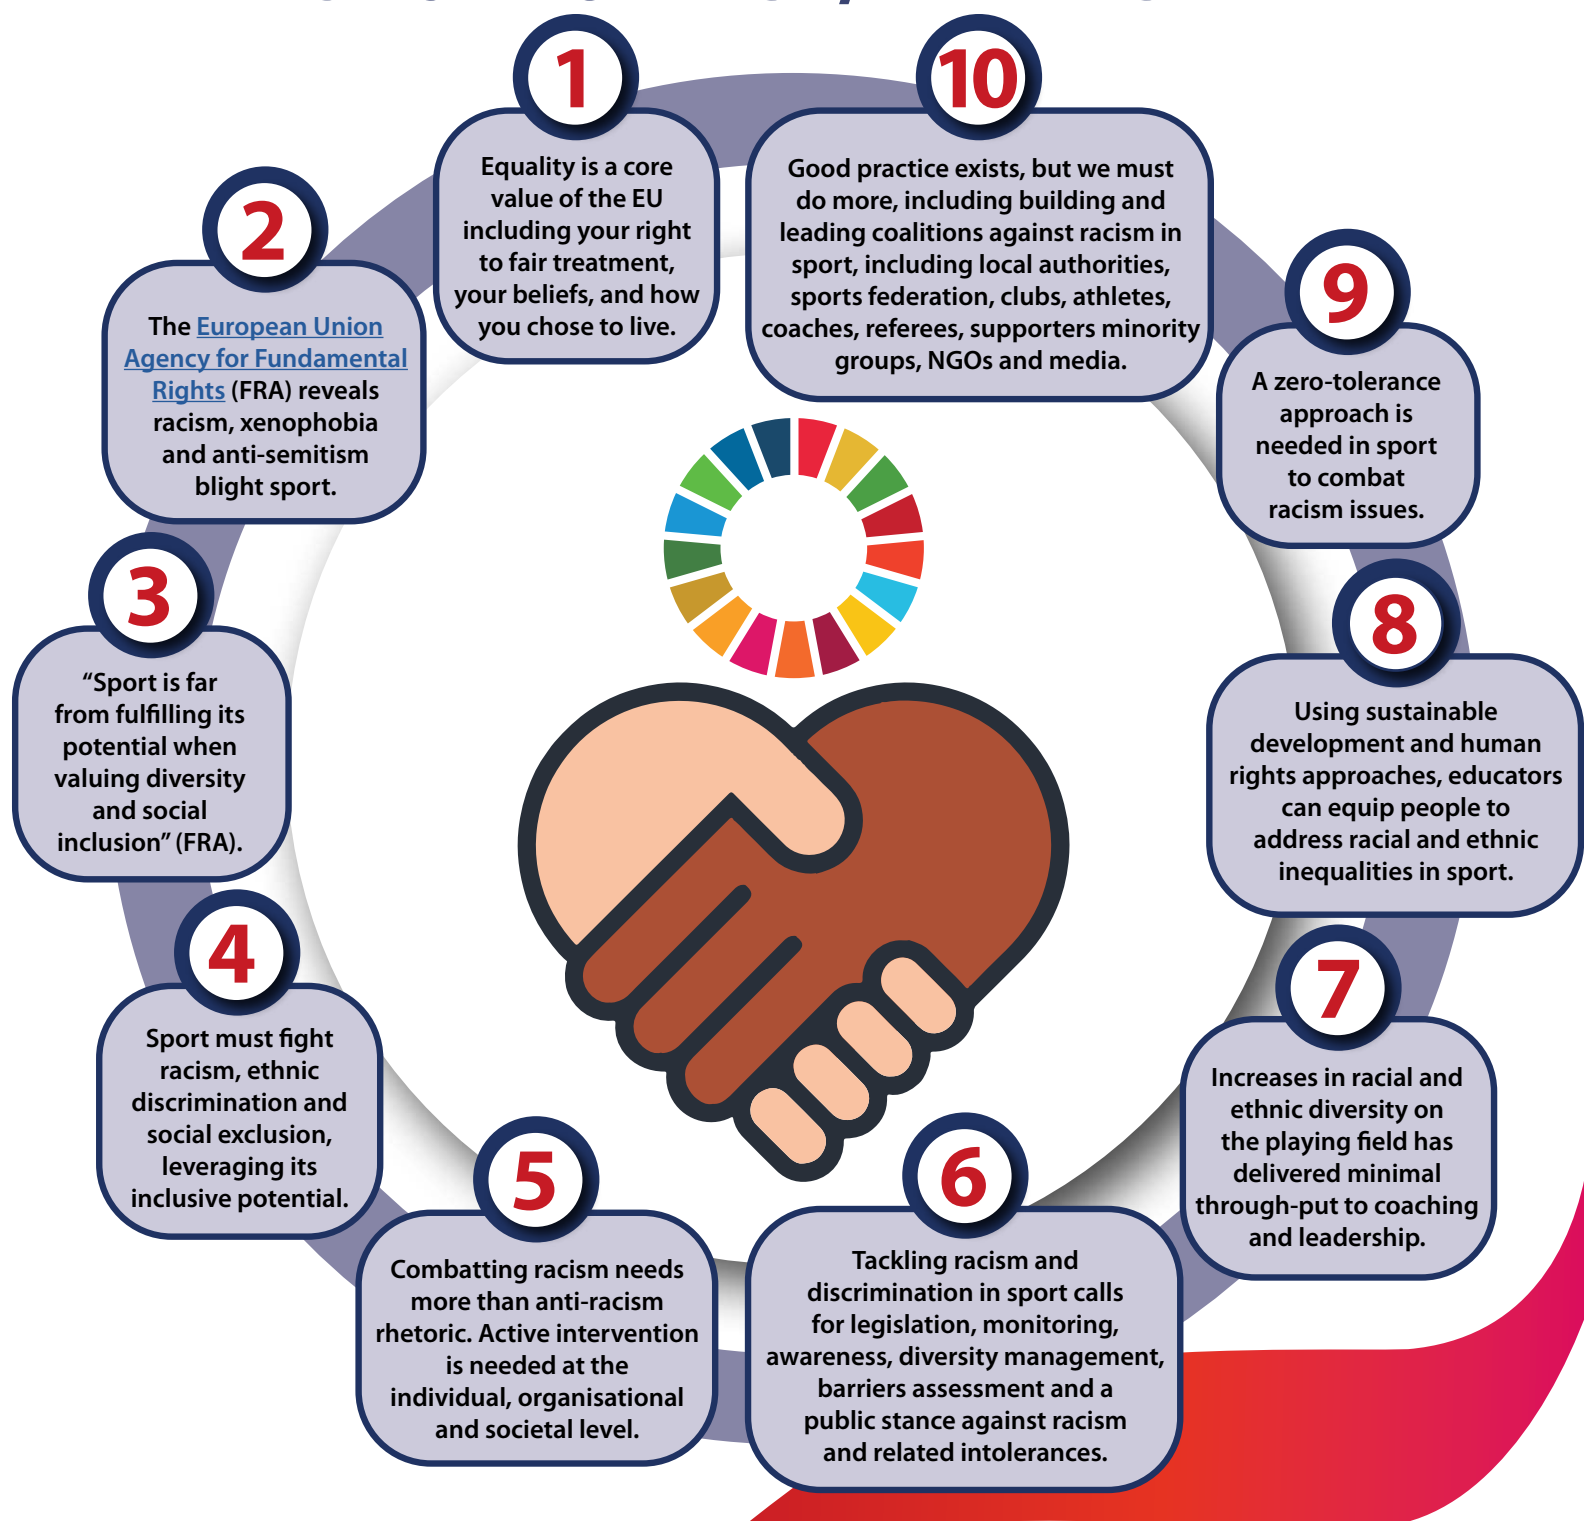 1
Equality is a core
value of the EU
including your right
to fair treatment,
your beliefs, and how
you chose to live.
2
The European Union
Agency for Fundamental
Rights (FRA) reveals
racism, xenophobia
and anti-semitism
blight sport.
3
“Sport is far
from fulfilling its
potential when
valuing diversity
and social
inclusion” (FRA).
4
Sport must fight
racism, ethnic
discrimination and
social exclusion,
leveraging its
inclusive potential.
5
Combatting racism needs
more than anti-racism
rhetoric. Active intervention
is needed at the
individual, organisational
and societal level.
6
Tackling racism and
discrimination in sport calls
for legislation, monitoring,
awareness, diversity management,
barriers assessment and a
public stance against racism
and related intolerances.
7
Increases in racial and
ethnic diversity on
the playing field has
delivered minimal
through-put to coaching
and leadership.
8
Using sustainable
development and human
rights approaches, educators
can equip people to
address racial and ethnic
inequalities in sport.
9
A zero-tolerance
approach is
needed in sport
to combat
racism issues.
10
Good practice exists, but we must
do more, including building and
leading coalitions against racism in
sport, including local authorities,
sports federation, clubs, athletes,
coaches, referees, supporters minority
groups, NGOs and media.